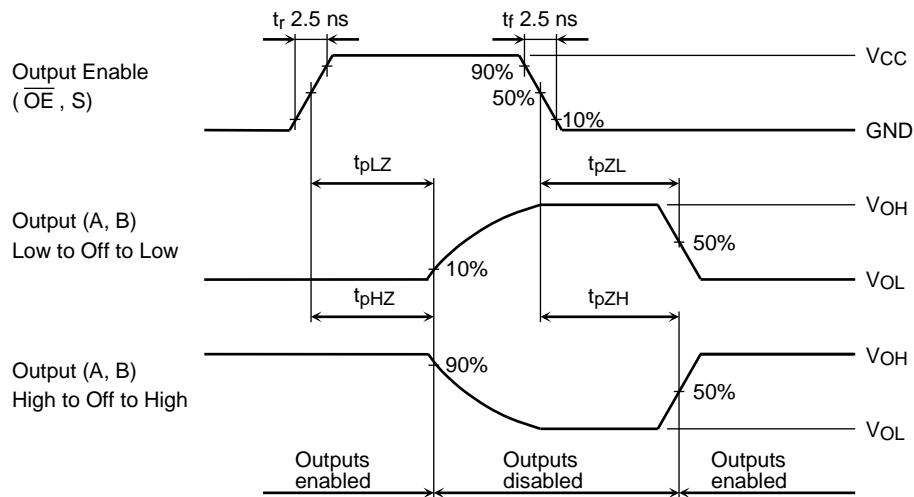 tr 2.5 ns
tf 2.5 ns
Output Enable
( OE , S)
90%
50%
10%
VCC
GND
tpLZ
tpZL
Output (A, B)
Low to Off to Low
10%
50%
VOH
VOL
tpHZ
tpZH
Output (A, B)
High to Off to High
90%
50%
VOH
VOL
Outputs
enabled
Outputs
disabled
Outputs
enabled